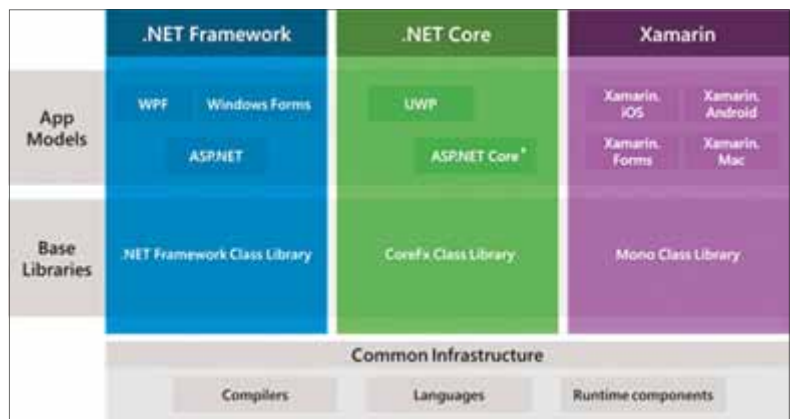 .NET Framework
.NET Core
Xamarin
App
Models
WPF
Windows Forms
ASP.NET
UWP
ASP.NET Core*
Xamarin.
iOS
Xamarin.
Android
Xamarin.
Forms
Xamarin.
Mac
Base
Libraries
.NET Framework Class Library
CoreFx Class Library
Mono Class Library
Common Infrastructure
Compilers
Languages
Runtime components